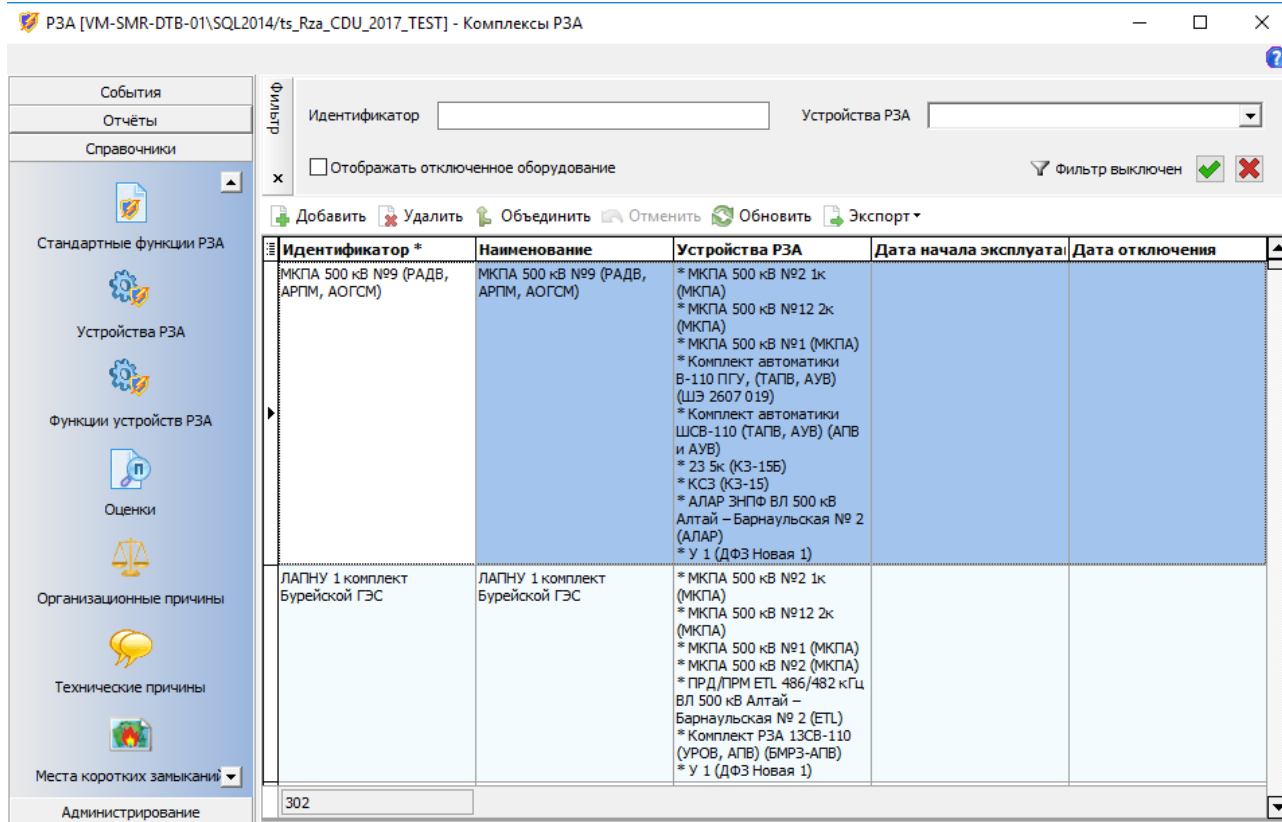 РЗА [VM-SMR-DTB-01\SQL2014/ts_Rza_CDU_2017_TEST] - Комплексы РЗА
События
Отчёты
Справочники
Стандартные функции РЗА
Устройства РЗА
Функции устройств РЗА
Оценки
Организационные причины
Технические причины
Места коротких замыканий
Администрирование
Фильтр
Идентификатор
Устройства РЗА
Отображать отключенное оборудование
Фильтр выключен
Добавить Удалить Объединить Отменить Обновить Экспорт
Идентификатор * Наименование Устройства РЗА Дата начала эксплуата Дата отключения
МКПА 500 кВ №9 (РАДВ,
АРПМ, АОГСМ)
МКПА 500 кВ №9 (РАДВ,
АРПМ, АОГСМ)
* МКПА 500 кВ №2 1к
(МКПА)
* МКПА 500 кВ №12 2к
(МКПА)
* МКПА 500 кВ №1 (МКПА)
* Комплект автоматики
В-110 ПГУ, (ТАПВ, АУВ)
(ШЭ 2607 019)
* Комплект автоматики
ШСВ-110 (ТАПВ, АУВ) (АПВ
и АУВ)
* 23 5к (КЗ-15Б)
* КСЗ (КЗ-15)
* АЛАР ЗНПФ ВЛ 500 кВ
Алтай – Барнаульская № 2
(АЛАР)
* У 1 (ДФЗ Новая 1)
ЛАПНУ 1 комплект
Бурейской ГЭС
ЛАПНУ 1 комплект
Бурейской ГЭС
* МКПА 500 кВ №2 1к
(МКПА)
* МКПА 500 кВ №12 2к
(МКПА)
* МКПА 500 кВ №1 (МКПА)
* МКПА 500 кВ №2 (МКПА)
* ПРД/ПРМ ETL 486/482 кГц
ВЛ 500 кВ Алтай –
Барнаульская № 2 (ETL)
* Комплект РЗА 1ЗСВ-110
(УРОВ, АПВ) (БМРЗ-АПВ)
* У 1 (ДФЗ Новая 1)
302